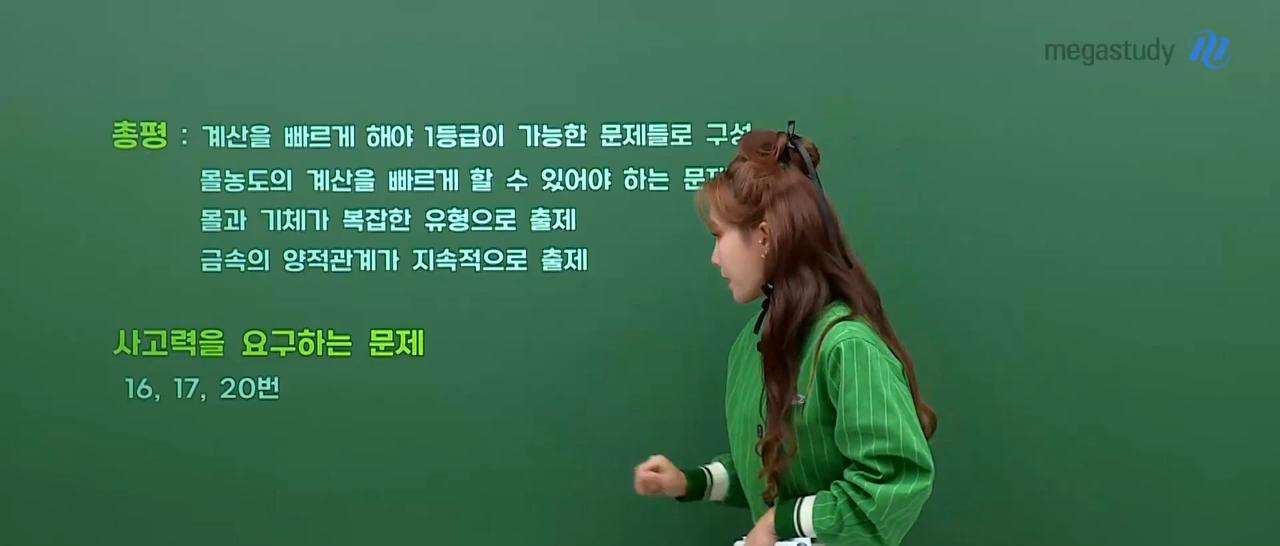 megastudy
총평 : 계산을 빠르게 해야 1등급이 가능한 문제들로 구성
몰농도의 계산을 빠르게 할 수 있어야 하는
몰과 기체가 복잡한 유형으로 출제
금속의 양적관계가 지속적으로 출제
사고력을 요구하는 문제
16, 17, 20번